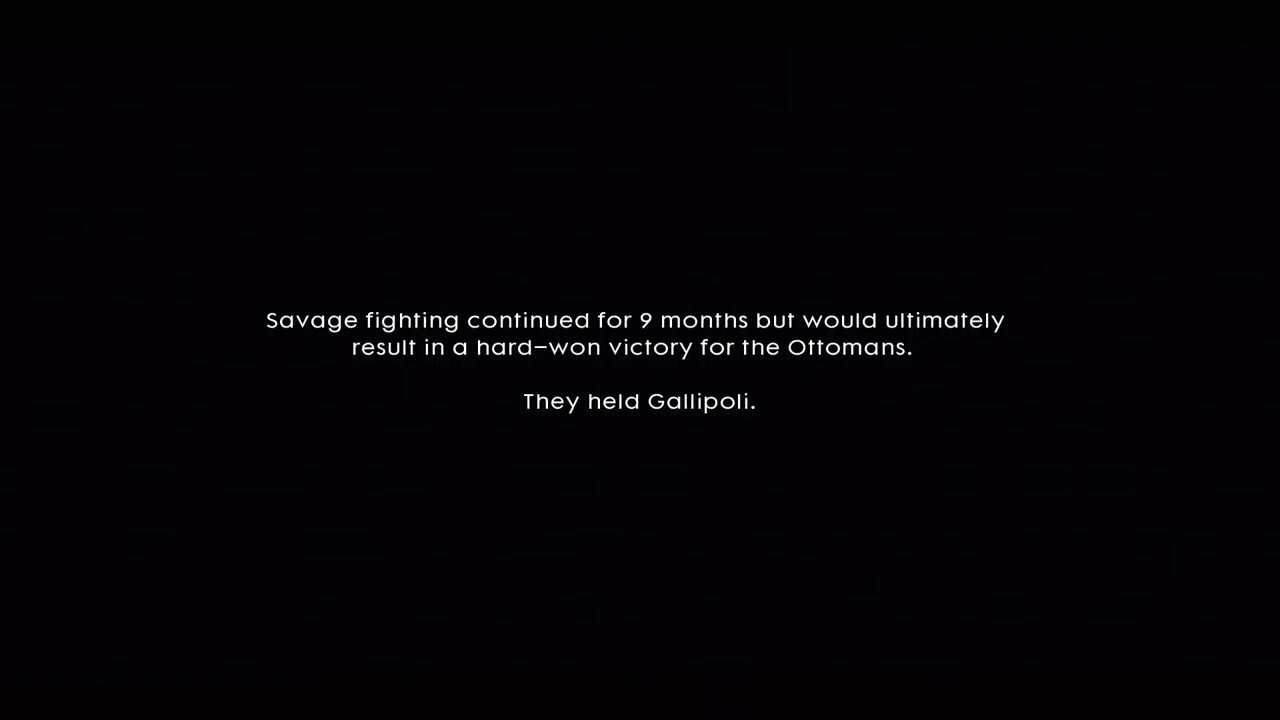 Savage fighting continued for 9 months but would ultimately
result in a hard–won victory for the Ottomans.
They held Gallipoli.